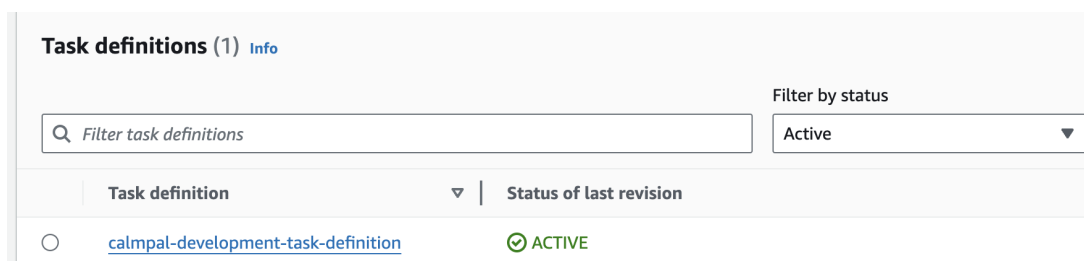 Task definitions (1) Info
Filter by status
Filter task definitions
Active
Task definition
Status of last revision
calmpal-development-task-definition
ACTIVE